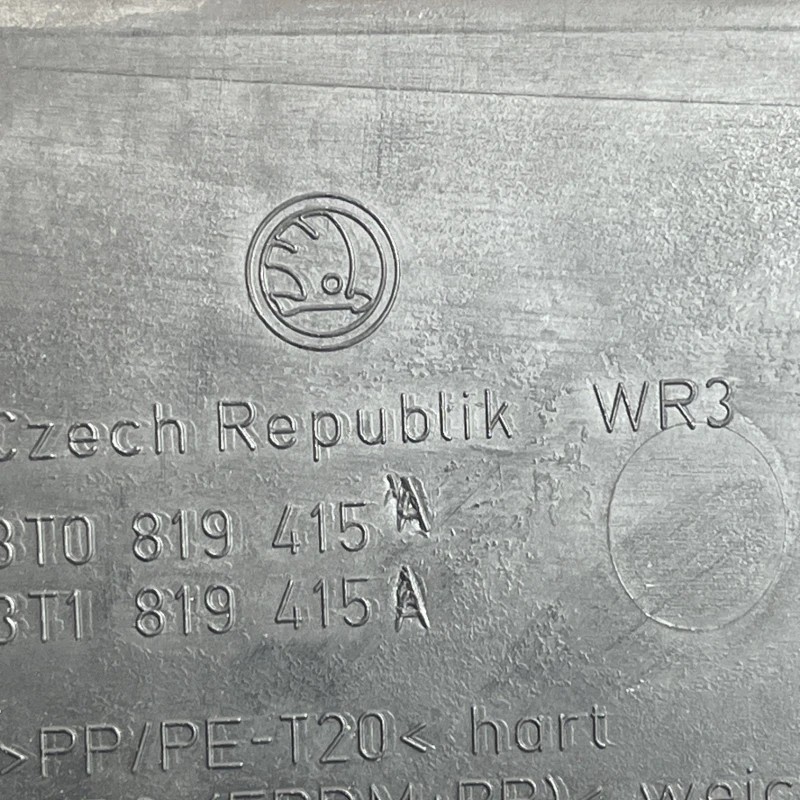 Czech Republik WR3
3T0 819 415 A
3T1 819 415 A
>PP/PE-T20< hart